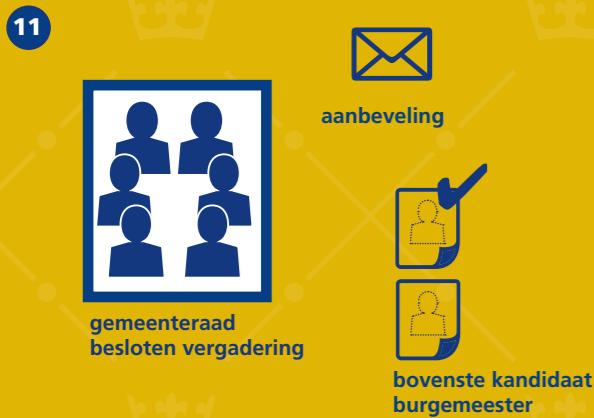 11
aanbeveling
gemeenteraad
besloten vergadering
bovenste kandidaat
burgemeester